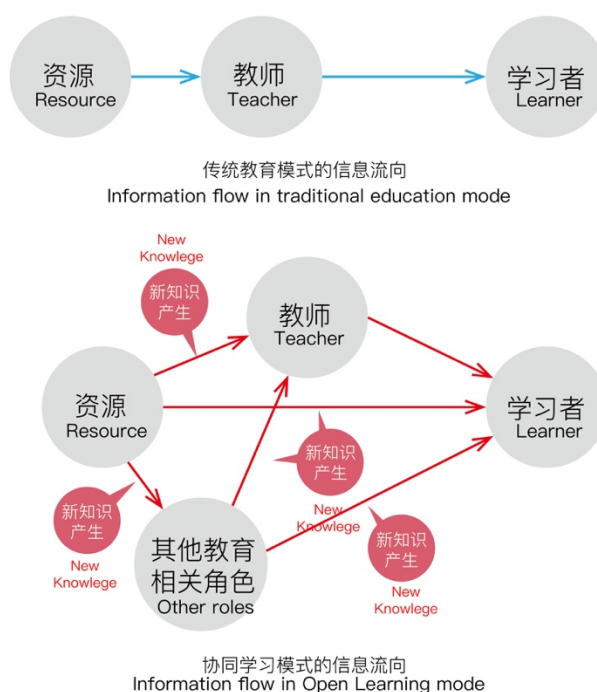 资源
Resource
教师
Teacher
学习者
Learner
传统教育模式的信息流向
Information flow in traditional education mode
New
Knowlege
新知识
产生
教师
Teacher
资源
Resource
学习者
Learner
新知识
产生
New
Knowlege
新知识
产生
New
Knowlege
新知识
产生
New
Knowlege
其他教育
相关角色
Other roles
协同学习模式的信息流向
Information flow in Open Learning mode